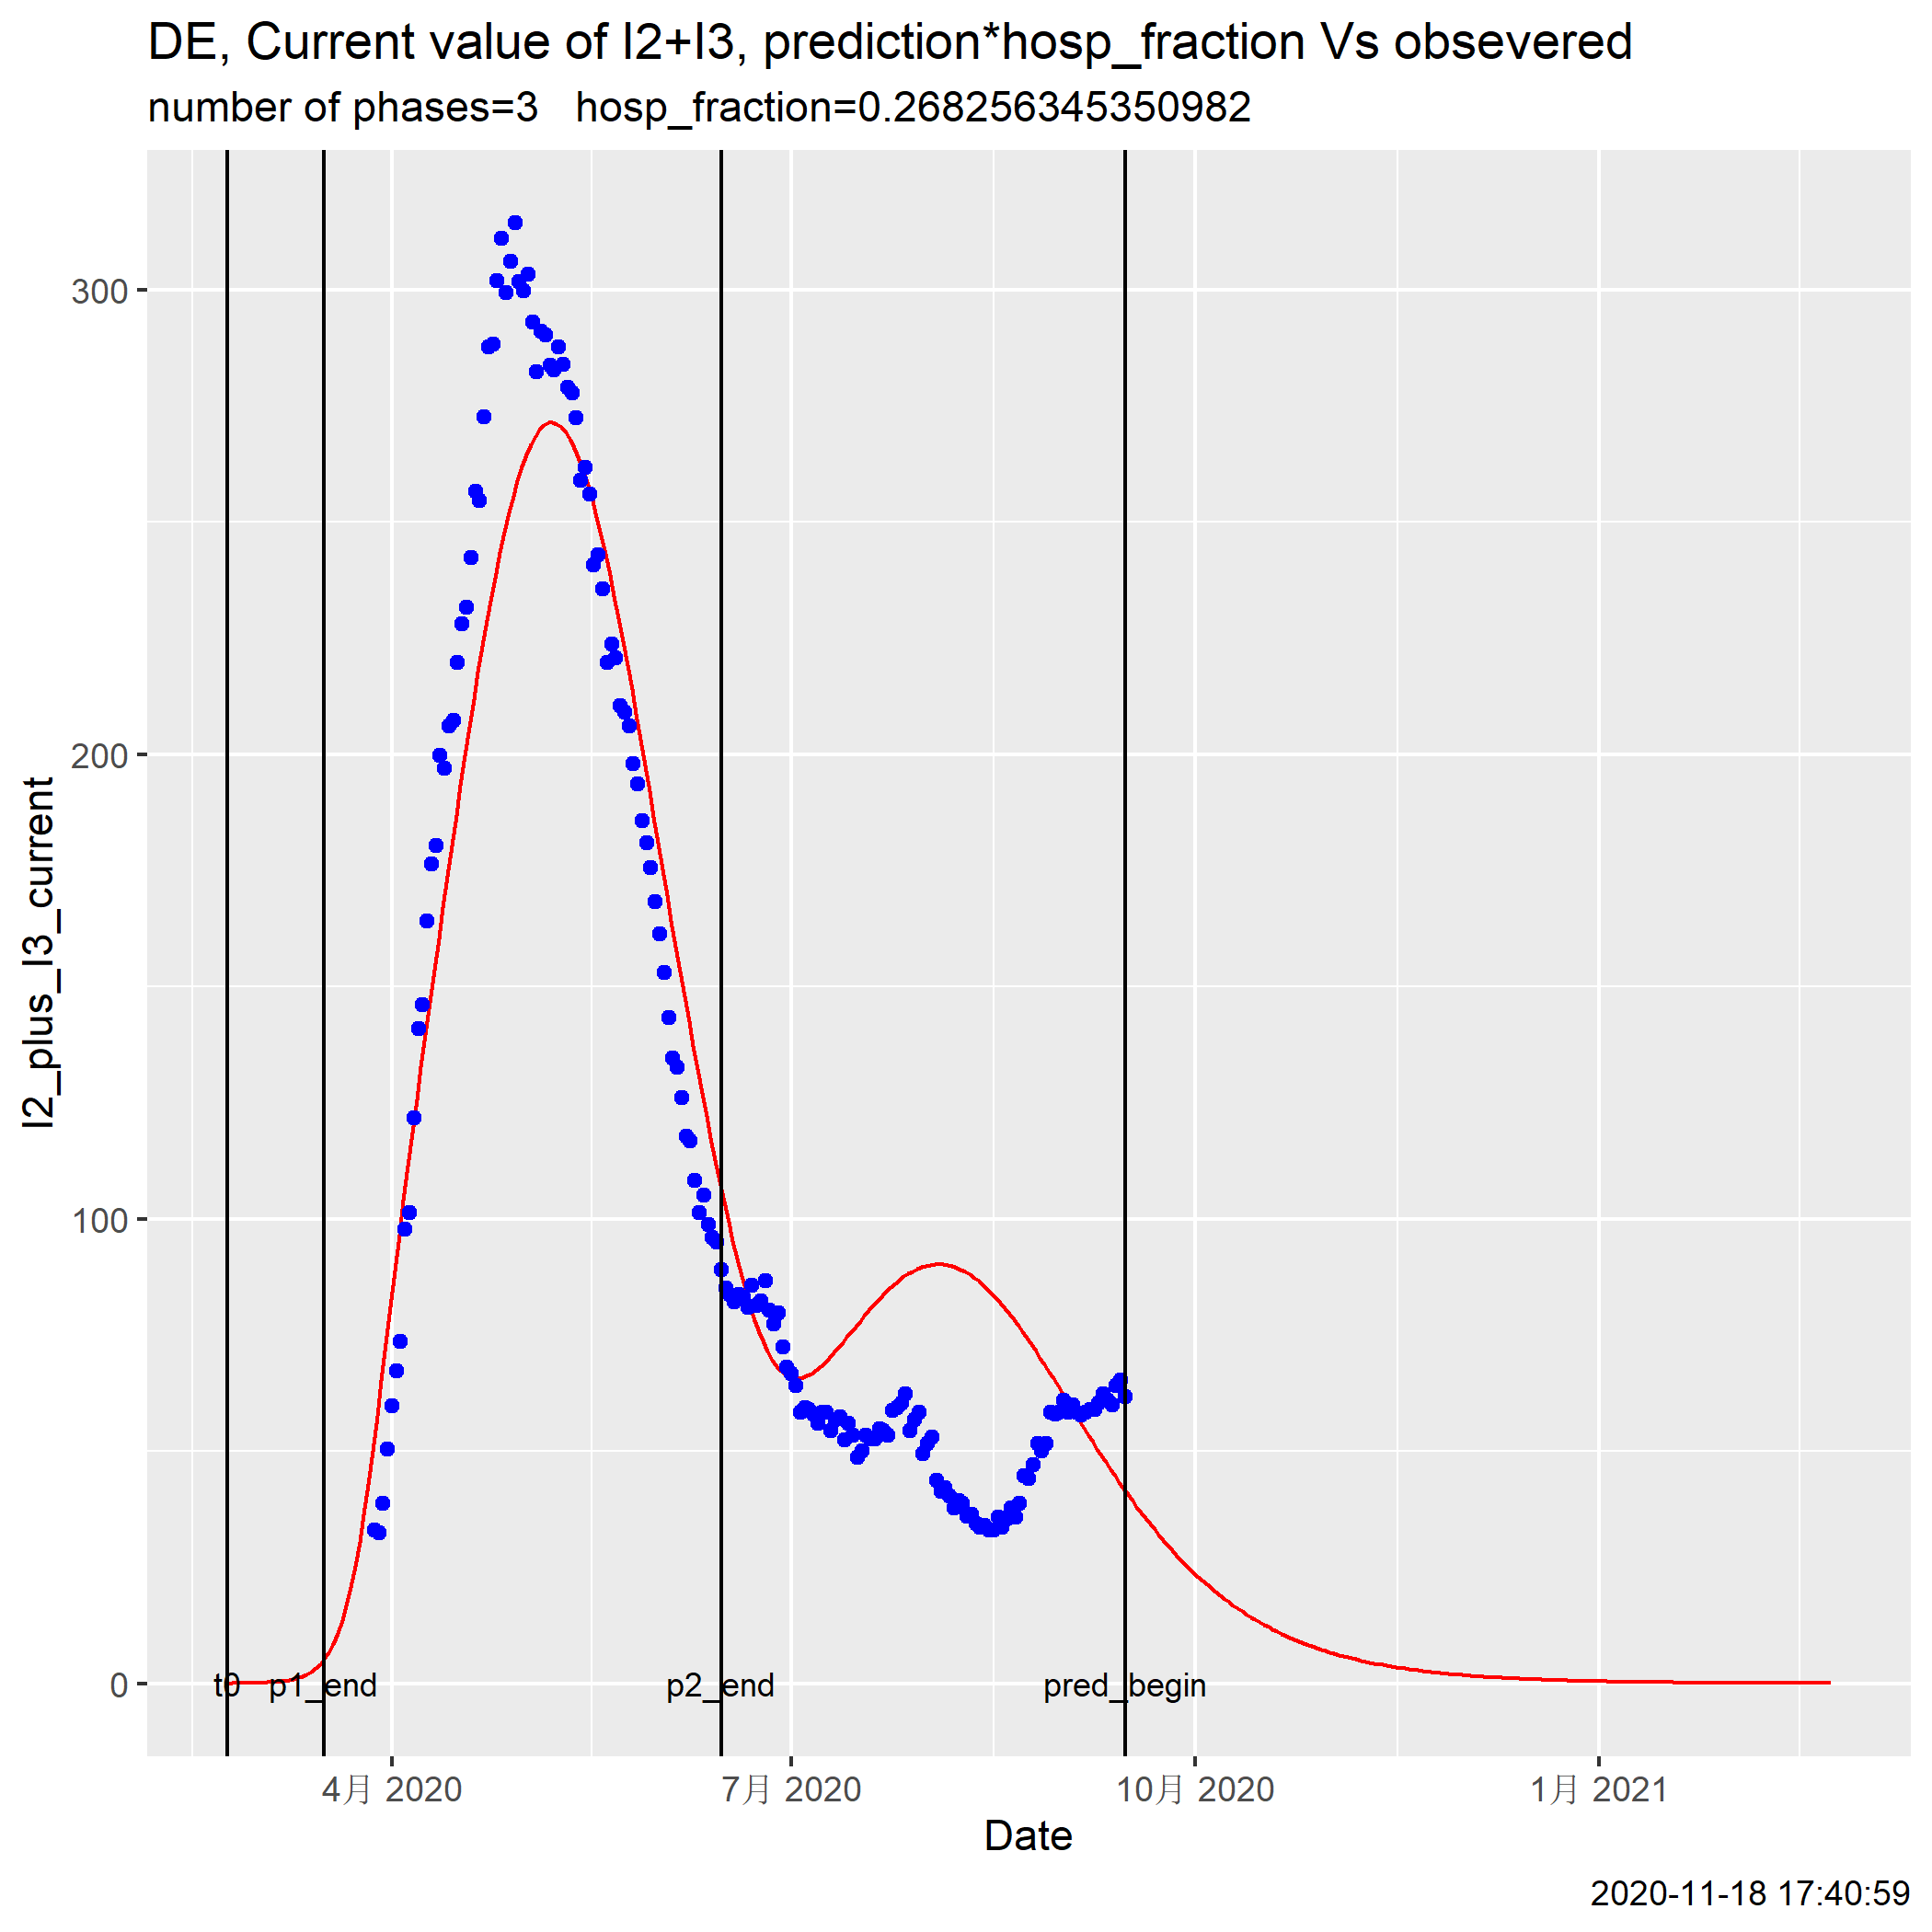 DE, Current value of I2+I3, prediction*hosp_fraction Vs obsevered
number of phases=3   hosp_fraction=0.268256345350982
I2_plus_I3_current
300
200
100
0
t0
p1_end
p2_end
pred_begin
4月 2020
7月 2020
10月 2020
1月 2021
Date
2020-11-18 17:40:59